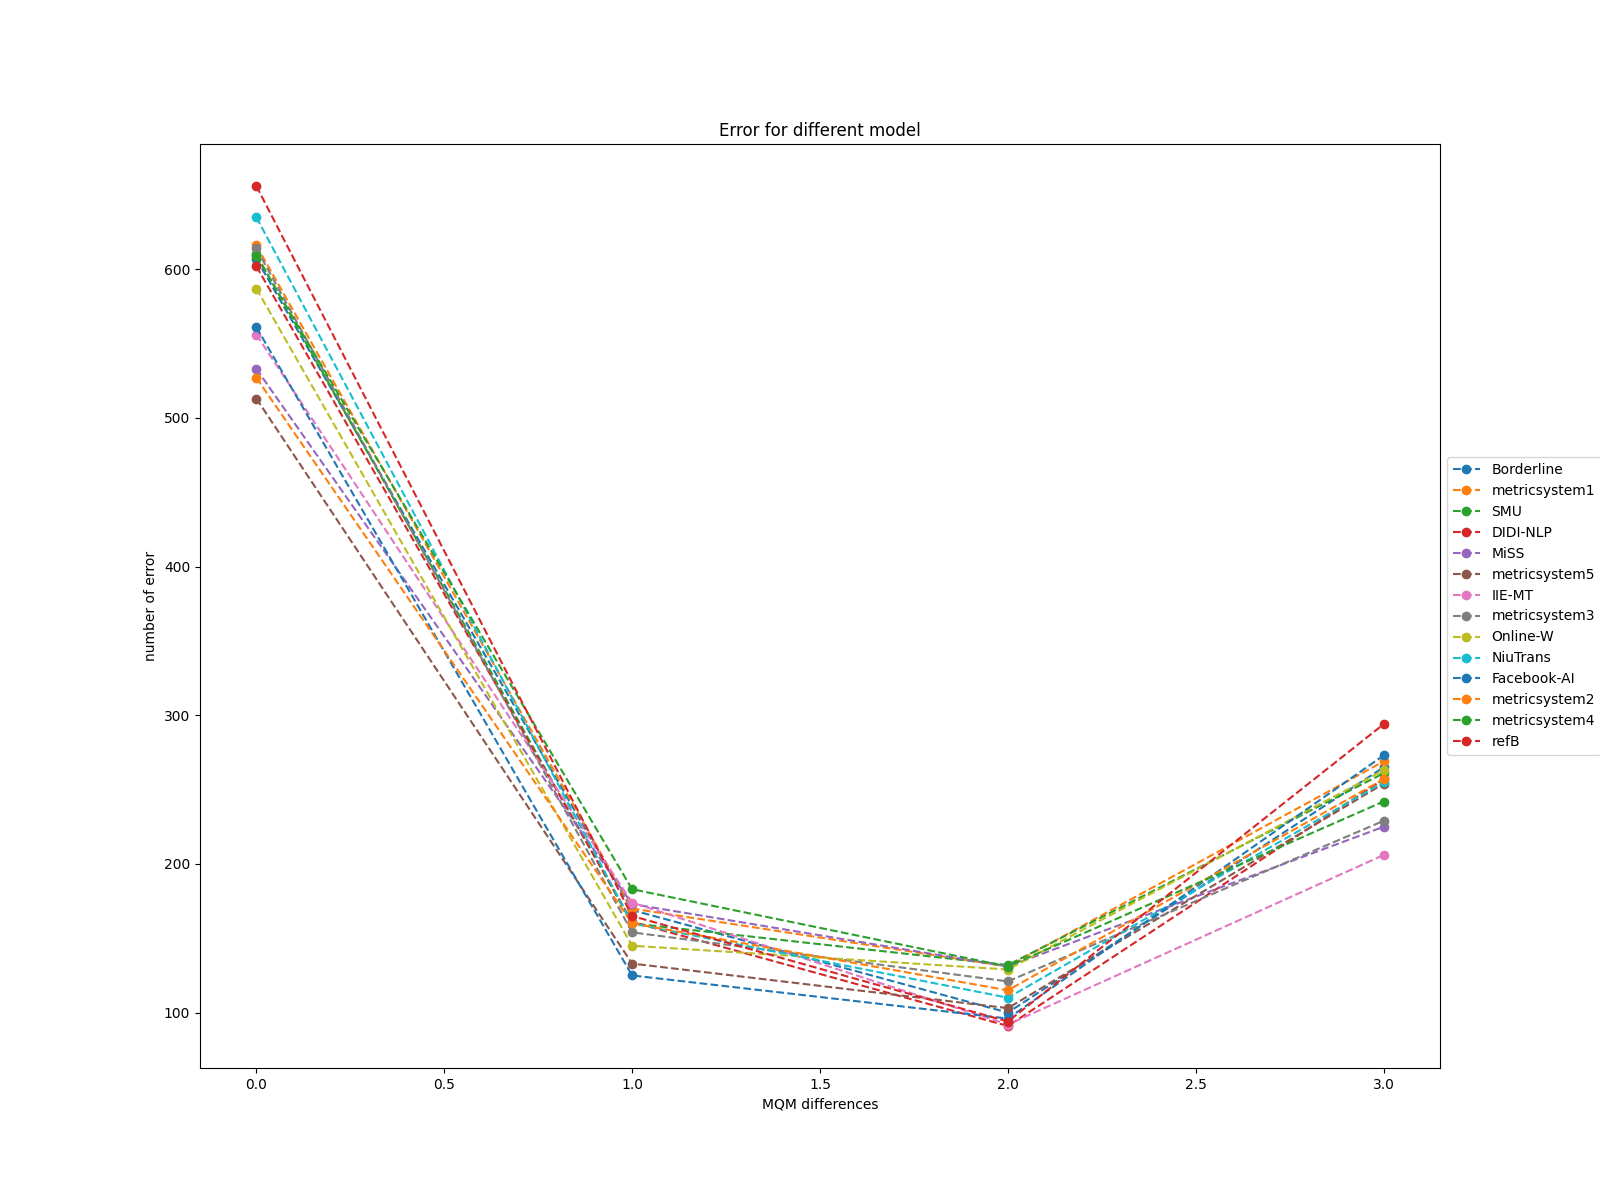 Error for different model
600
500
400
300
200
100
number of error
0.0 0.5 1.0 1.5 2.0 2.5 3.0
MQM differences
Borderline
metricsystem1
SMU
DIDI-NLP
MiSS
metricsystem5
IIE-MT
metricsystem3
Online-W
NiuTrans
Facebook-AI
metricsystem2
metricsystem4
refB